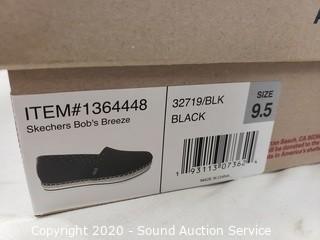 ITEM#1364448
Skechers Bob's Breeze
32719/BLK
BLACK
SIZE
9.5
MADE IN CHINA
Copyright 2020 - Sound Auction Service